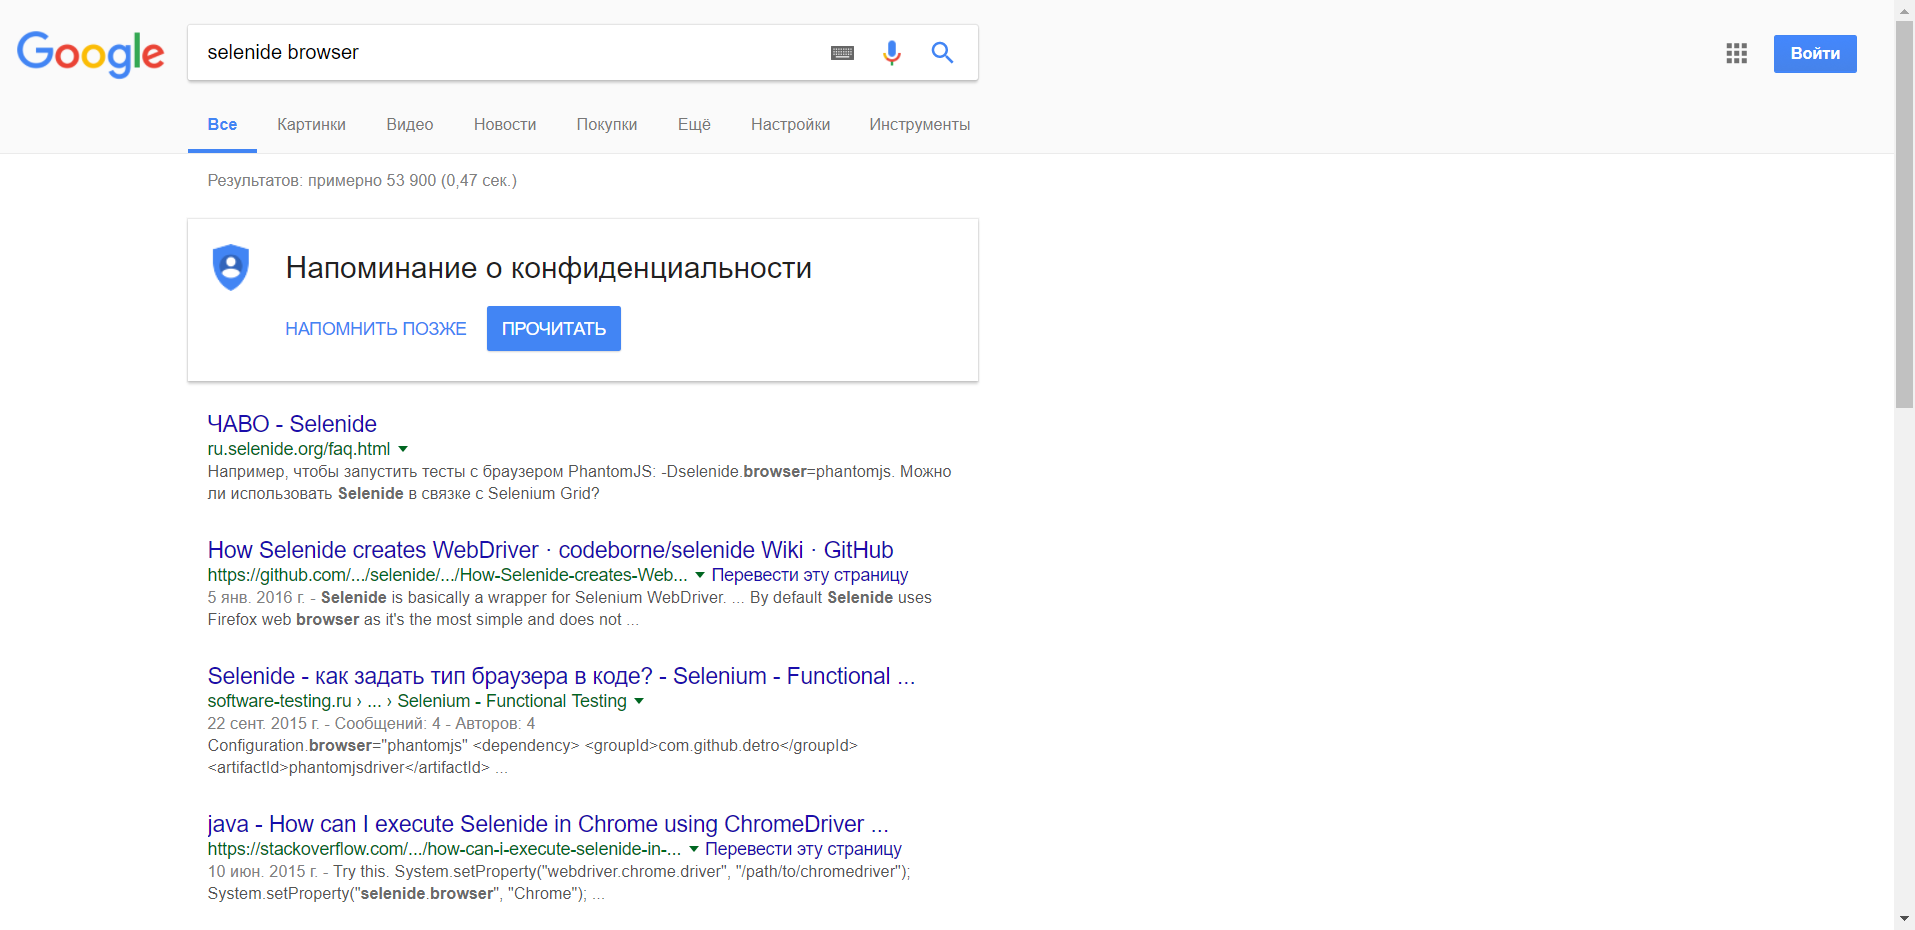 Google
selenide browser
Войти
Все Картинки Видео Новости Покупки Ещё Настройки Инструменты
Результатов: примерно 53 900 (0,47 сек.)
Напоминание о конфиденциальности
НАПОМНИТЬ ПОЗЖЕ ПРОЧИТАТЬ
ЧАВО - Selenide
ru.selenide.org/faq.html
Например, чтобы запустить тесты с браузером PhantomJS: -Dselenide.browser=phantomjs. Можно
ли использовать Selenide в связке с Selenium Grid?
How Selenide creates WebDriver · codeborne/selenide Wiki · GitHub
https://github.com/.../selenide/.../How-Selenide-creates-Web... Перевести эту страницу
5 янв. 2016 г. - Selenide is basically a wrapper for Selenium WebDriver. ... By default Selenide uses
Firefox web browser as it's the most simple and does not ...
Selenide - как задать тип браузера в коде? - Selenium - Functional ...
software-testing.ru › ... › Selenium - Functional Testing
22 сент. 2015 г. - Сообщений: 4 - Авторов: 4
Configuration.browser="phantomjs" <dependency> <groupId>com.github.detro</groupId>
<artifactId>phantomjsdriver</artifactId> ...
java - How can I execute Selenide in Chrome using ChromeDriver ...
https://stackoverflow.com/.../how-can-i-execute-selenide-in-... Перевести эту страницу
10 июн. 2015 г. - Try this. System.setProperty("webdriver.chrome.driver", "/path/to/chromedriver");
System.setProperty("selenide.browser", "Chrome"); ...